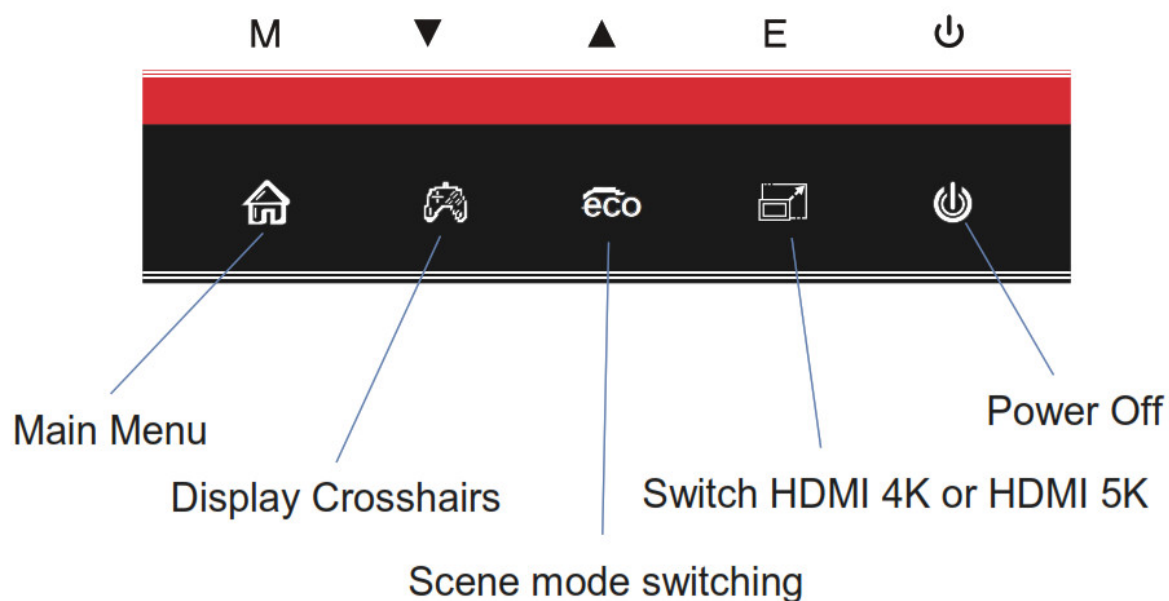 M ▼ ▲ E
eco
Main Menu
Power Off
Display Crosshairs
Switch HDMI 4K or HDMI 5K
Scene mode switching